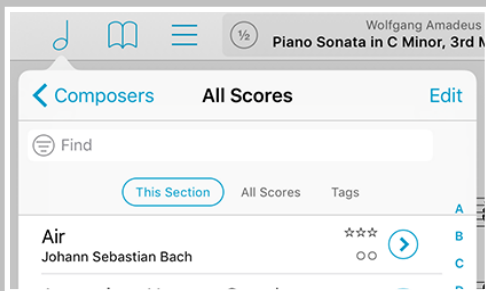 ½
Wolfgang Amadeus
Piano Sonata in C Minor, 3rd
Composers
All Scores
Edit
Find
This Section
All Scores
Tags
A
Air
Johann Sebastian Bach
B
C